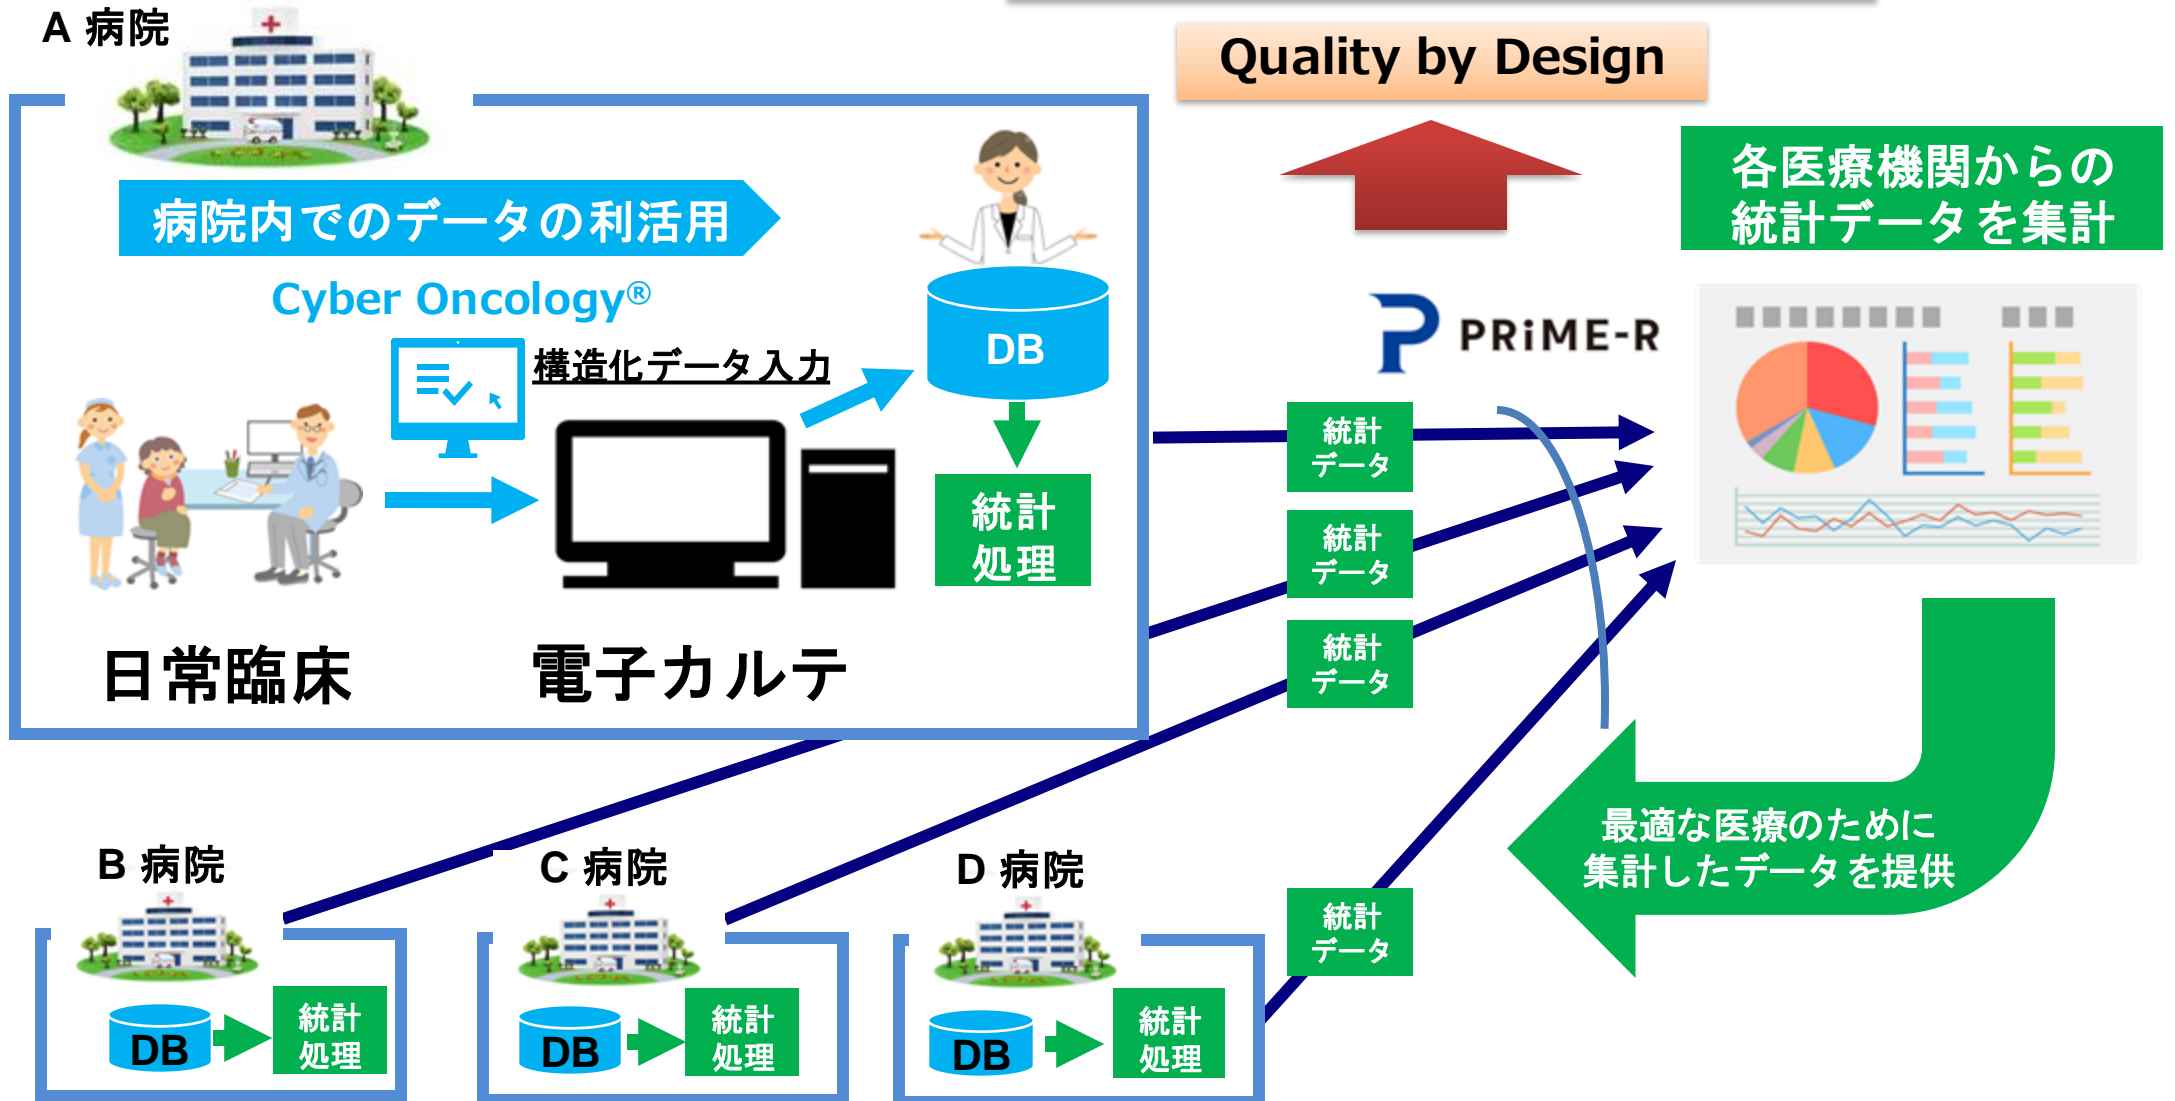 A 病院
Quality by Design
各医療機関からの
統計データを集計
病院内でのデータの利活用
Cyber Oncology®
DB
PRiME-R
構造化データ入力
統計
データ
統計
処理
統計
データ
統計
データ
日常臨床
電子カルテ
最適な医療のために
集計したデータを提供
B 病院
C 病院
D 病院
統計
データ
DB
統計
処理
DB
統計
処理
DB
統計
処理